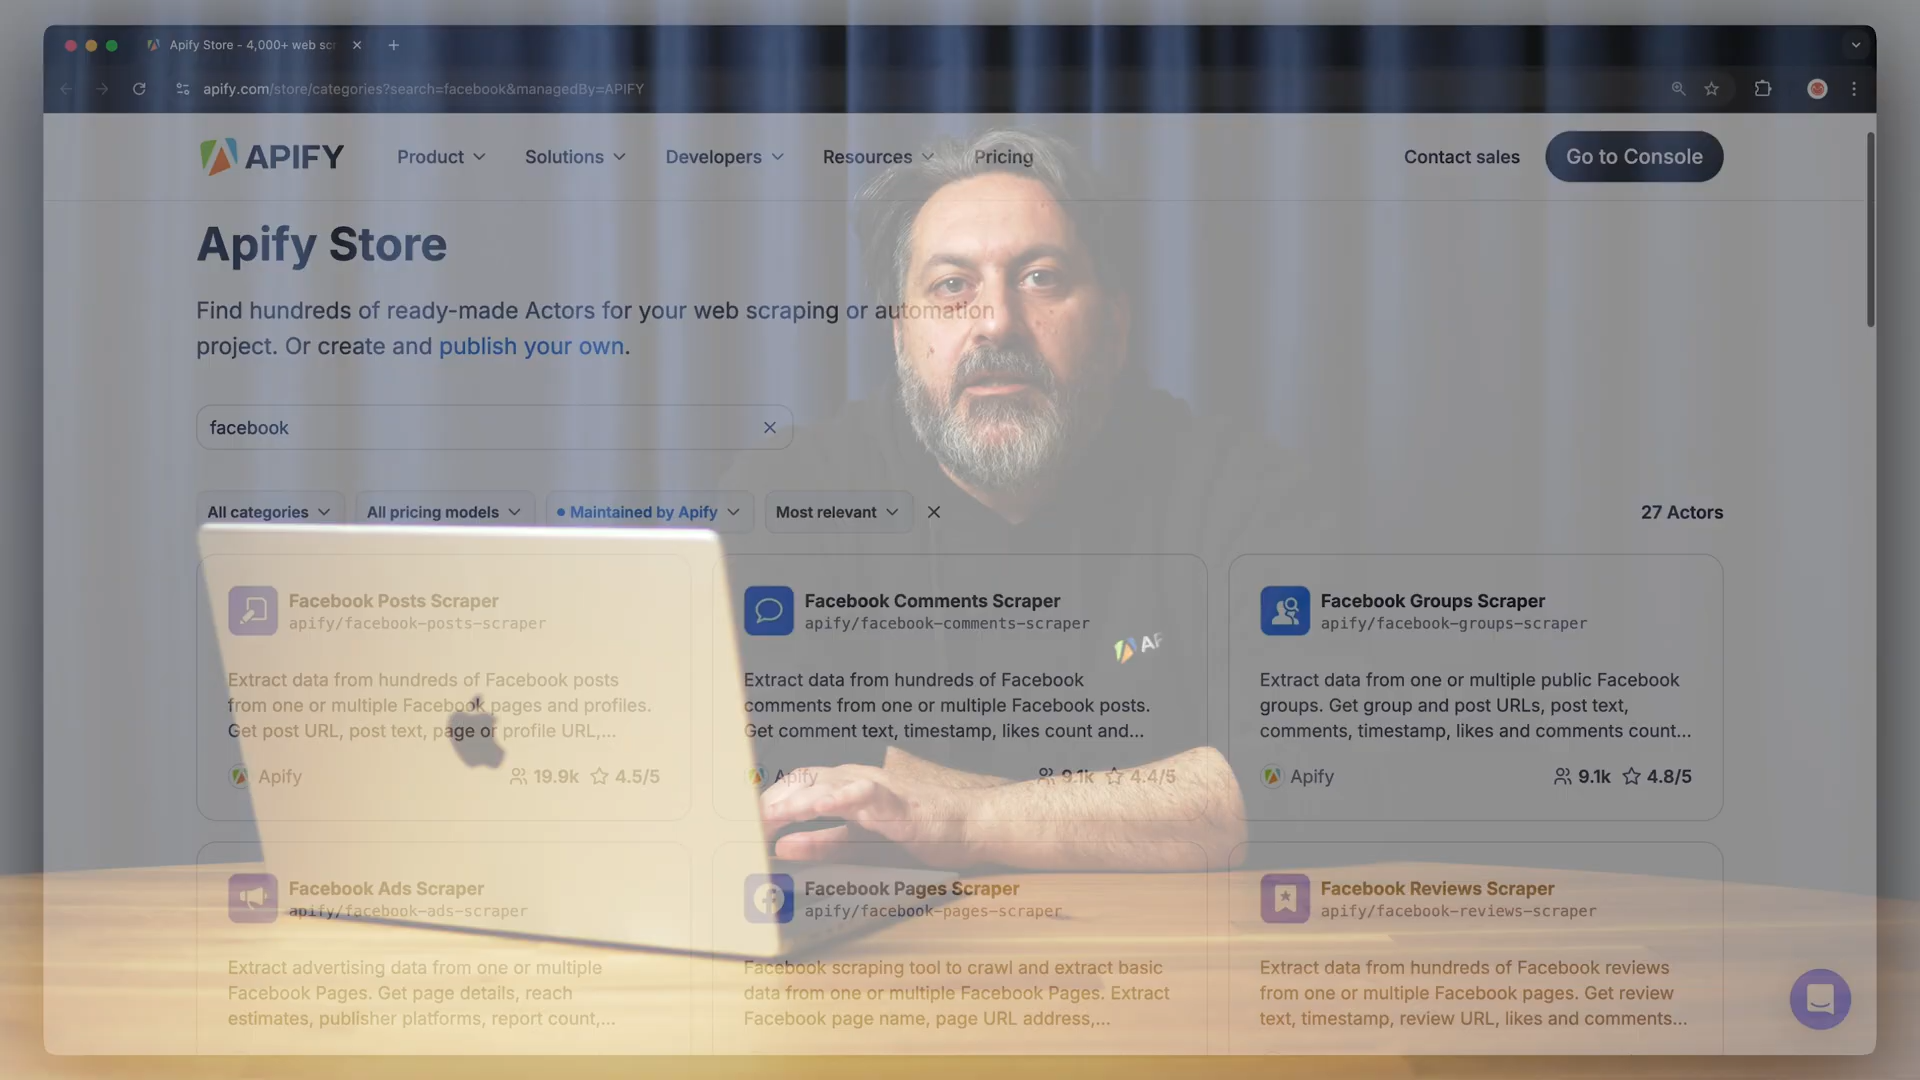 Apify Store - 4,000+ web scr
apify.com/store/categories?search=facebook&managedBy=APIFY
APIFY
Product
Solutions
Developers
Resources
Pricing
Contact sales
Go to Console
Apify Store
Find hundreds of ready-made Actors for your web scraping or automation
project. Or create and publish your own.
facebook
All categories
All pricing models
Maintained by Apify
Most relevant
27 Actors
Facebook Posts Scraper
apify/facebook-posts-scraper
Extract data from hundreds of Facebook posts
from one or multiple Facebook pages and profiles.
Get post URL, post text, page or profile URL,...
Apify
19.9k
4.5/5
Facebook Comments Scraper
apify/facebook-comments-scraper
AP
Extract data from hundreds of Facebook
comments from one or multiple Facebook posts.
Get comment text, timestamp, likes count and...
Apify
9.1k
4.4/5
Facebook Groups Scraper
apify/facebook-groups-scraper
Extract data from one or multiple public Facebook
groups. Get group and post URLs, post text,
comments, timestamp, likes and comments count...
Apify
9.1k
4.8/5
Facebook Ads Scraper
apify/facebook-ads-scraper
Extract advertising data from one or multiple
Facebook Pages. Get page details, reach
estimates, publisher platforms, report count,...
Facebook Pages Scraper
apify/facebook-pages-scraper
Facebook scraping tool to crawl and extract basic
data from one or multiple Facebook Pages. Extract
Facebook page name, page URL address,...
Facebook Reviews Scraper
apify/facebook-reviews-scraper
Extract data from hundreds of Facebook reviews
from one or multiple Facebook pages. Get review
text, timestamp, review URL, likes and comments...